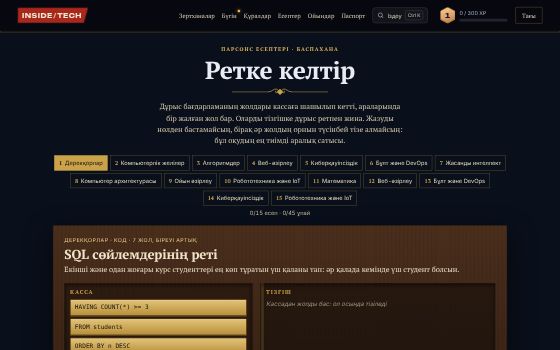 INSIDE/TECH
Зертханалар Бүгін Құралдар Есептер Ойындар Паспорт Іздеу Ctrl K 1 0 / 300 XP Таңғы
ПАРСОНС ЕСЕПТЕРІ · БАСПАХАНА
Ретке келтір
Дұрыс бағдарламаның жолдары кассаға шашылып кетті, араларында
бір жалған жол бар. Оларды тізгішке дұрыс ретпен жина. Жазуды
нөлден бастамайсың, бірақ әр жолдың орнын түсінбей тізе алмайсың:
бұл оқудың ең тиімді аралық сатысы.
1 Дерекқорлар 2 Компьютерлік желілер 3 Алгоритмдер 4 Веб-әзірлеу 5 Киберқауіпсіздік 6 Бұлт және DevOps 7 Жасанды интеллект
8 Компьютер архитектурасы 9 Ойын әзірлеу 10 Робототехника және IoT 11 Математика 12 Веб-әзірлеу 13 Бұлт және DevOps
14 Киберқауіпсіздік 15 Робототехника және IoT
0/15 есеп · 0/45 ұпай
ДЕРЕКҚОРЛАР · КОД · 7 ЖОЛ, БІРЕУІ АРТЫҚ
SQL сөйлемдерінің реті
Екінші және одан жоғары курс студенттері ең көп тұратын үш қаланы тап: әр қалада кемінде үш студент болсын.
КАССА
HAVING COUNT(*) >= 3
FROM students
ORDER BY n DESC
ТІЗГІШ
Кассадан жолды бас: ол осында тізіледі